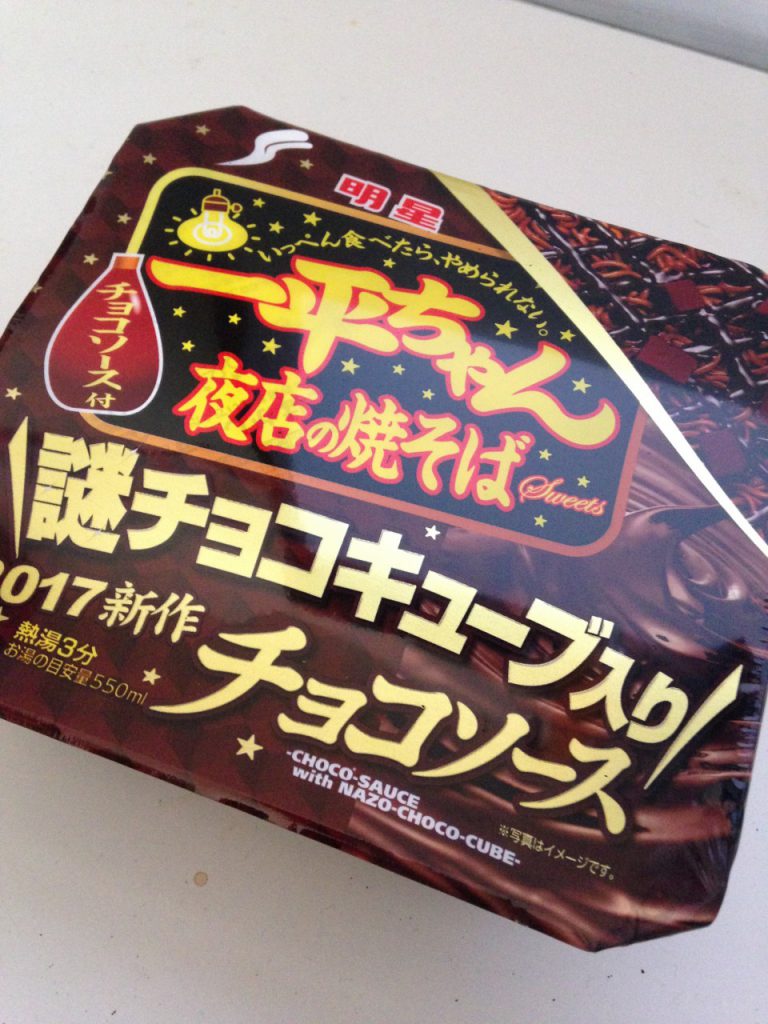 明星
いっぺん食べたら、やめられない。
一平ちゃん
チョコソース付
夜店の焼そば
Sweets
謎チョコキューブ入り
2017新作
熱湯3分
お湯の目安量550ml
チョコソース
-CHOCO-SAUCE
with NAZO-CHOCO-CUBE-
※写真はイメージです。